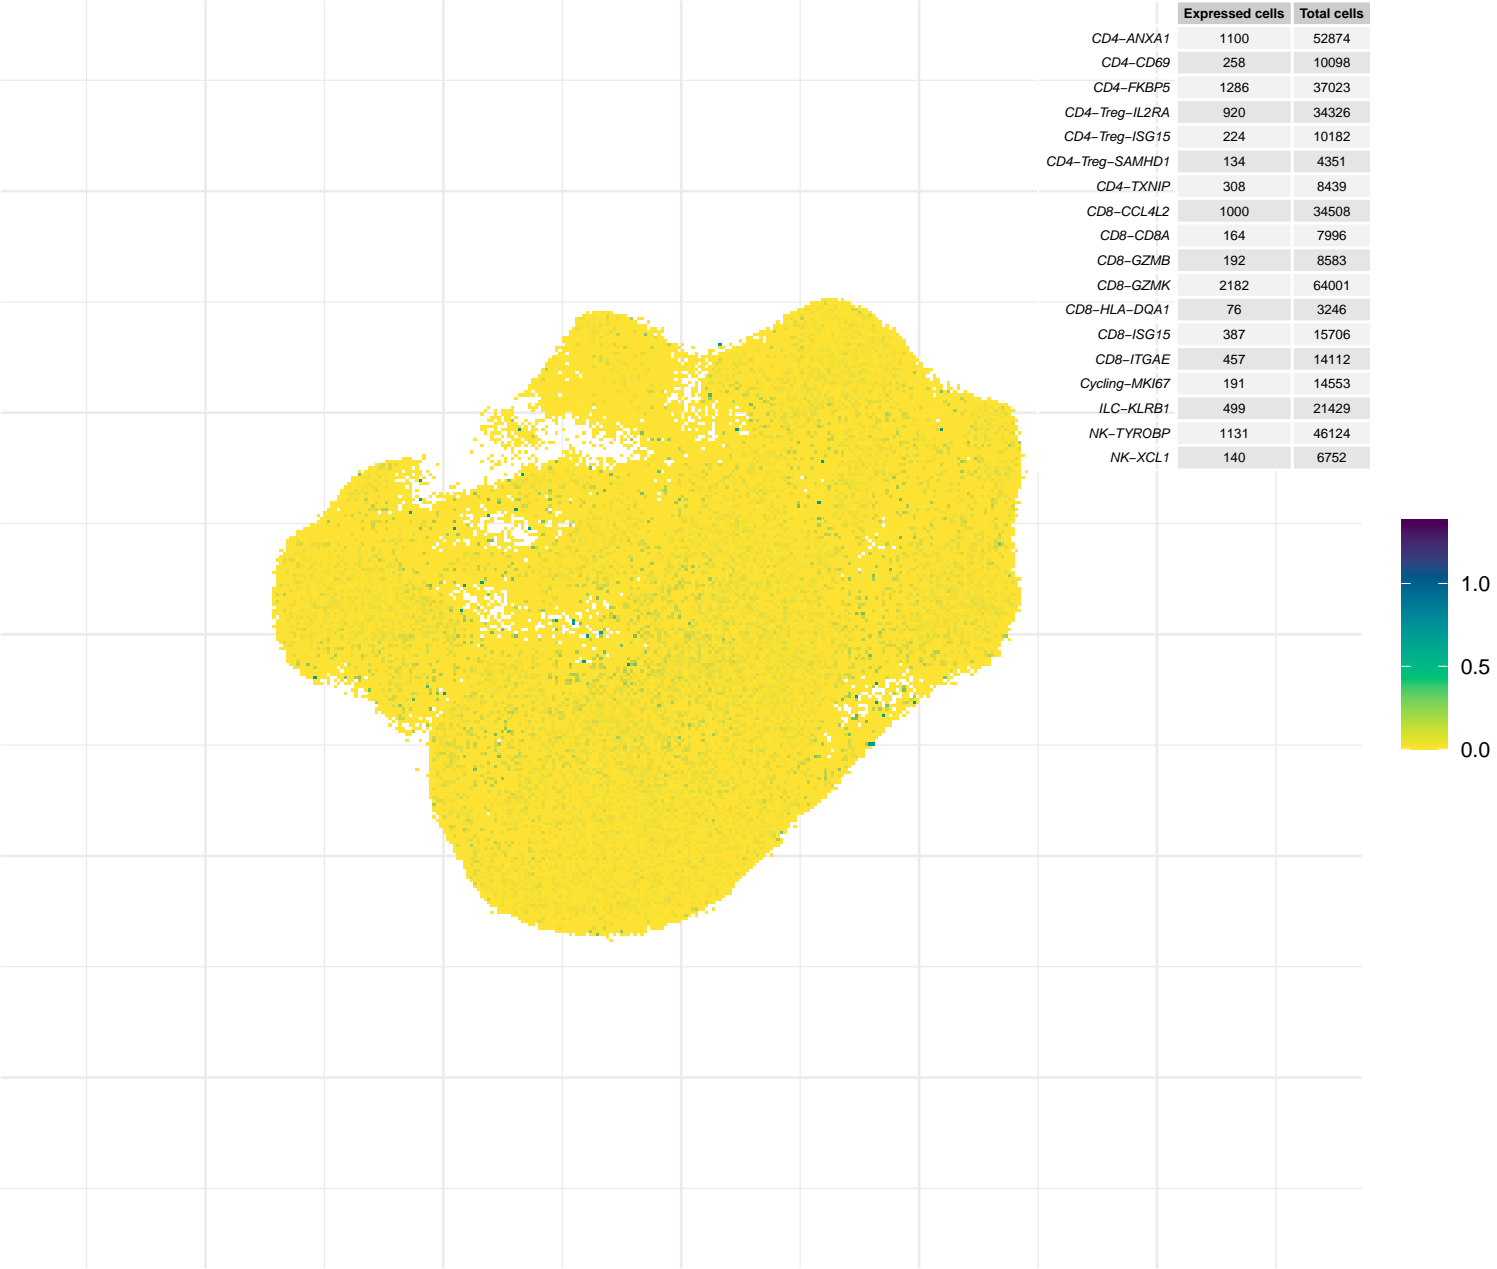 Expressed cells Total cells
CD4−ANXA1 1100 52874
CD4−CD69 258 10098
CD4−FKBP5 1286 37023
CD4−Treg−IL2RA 920 34326
CD4−Treg−ISG15 224 10182
CD4−Treg−SAMHD1 134 4351
CD4−TXNIP 308 8439
CD8−CCL4L2 1000 34508
CD8−CD8A 164 7996
CD8−GZMB 192 8583
CD8−GZMK 2182 64001
CD8−HLA−DQA1 76 3246
CD8−ISG15 387 15706
CD8−ITGAE 457 14112
Cycling−MKI67 191 14553
ILC−KLRB1 499 21429
NK−TYROBP 1131 46124
NK−XCL1 140 6752
1.0
0.5
0.0